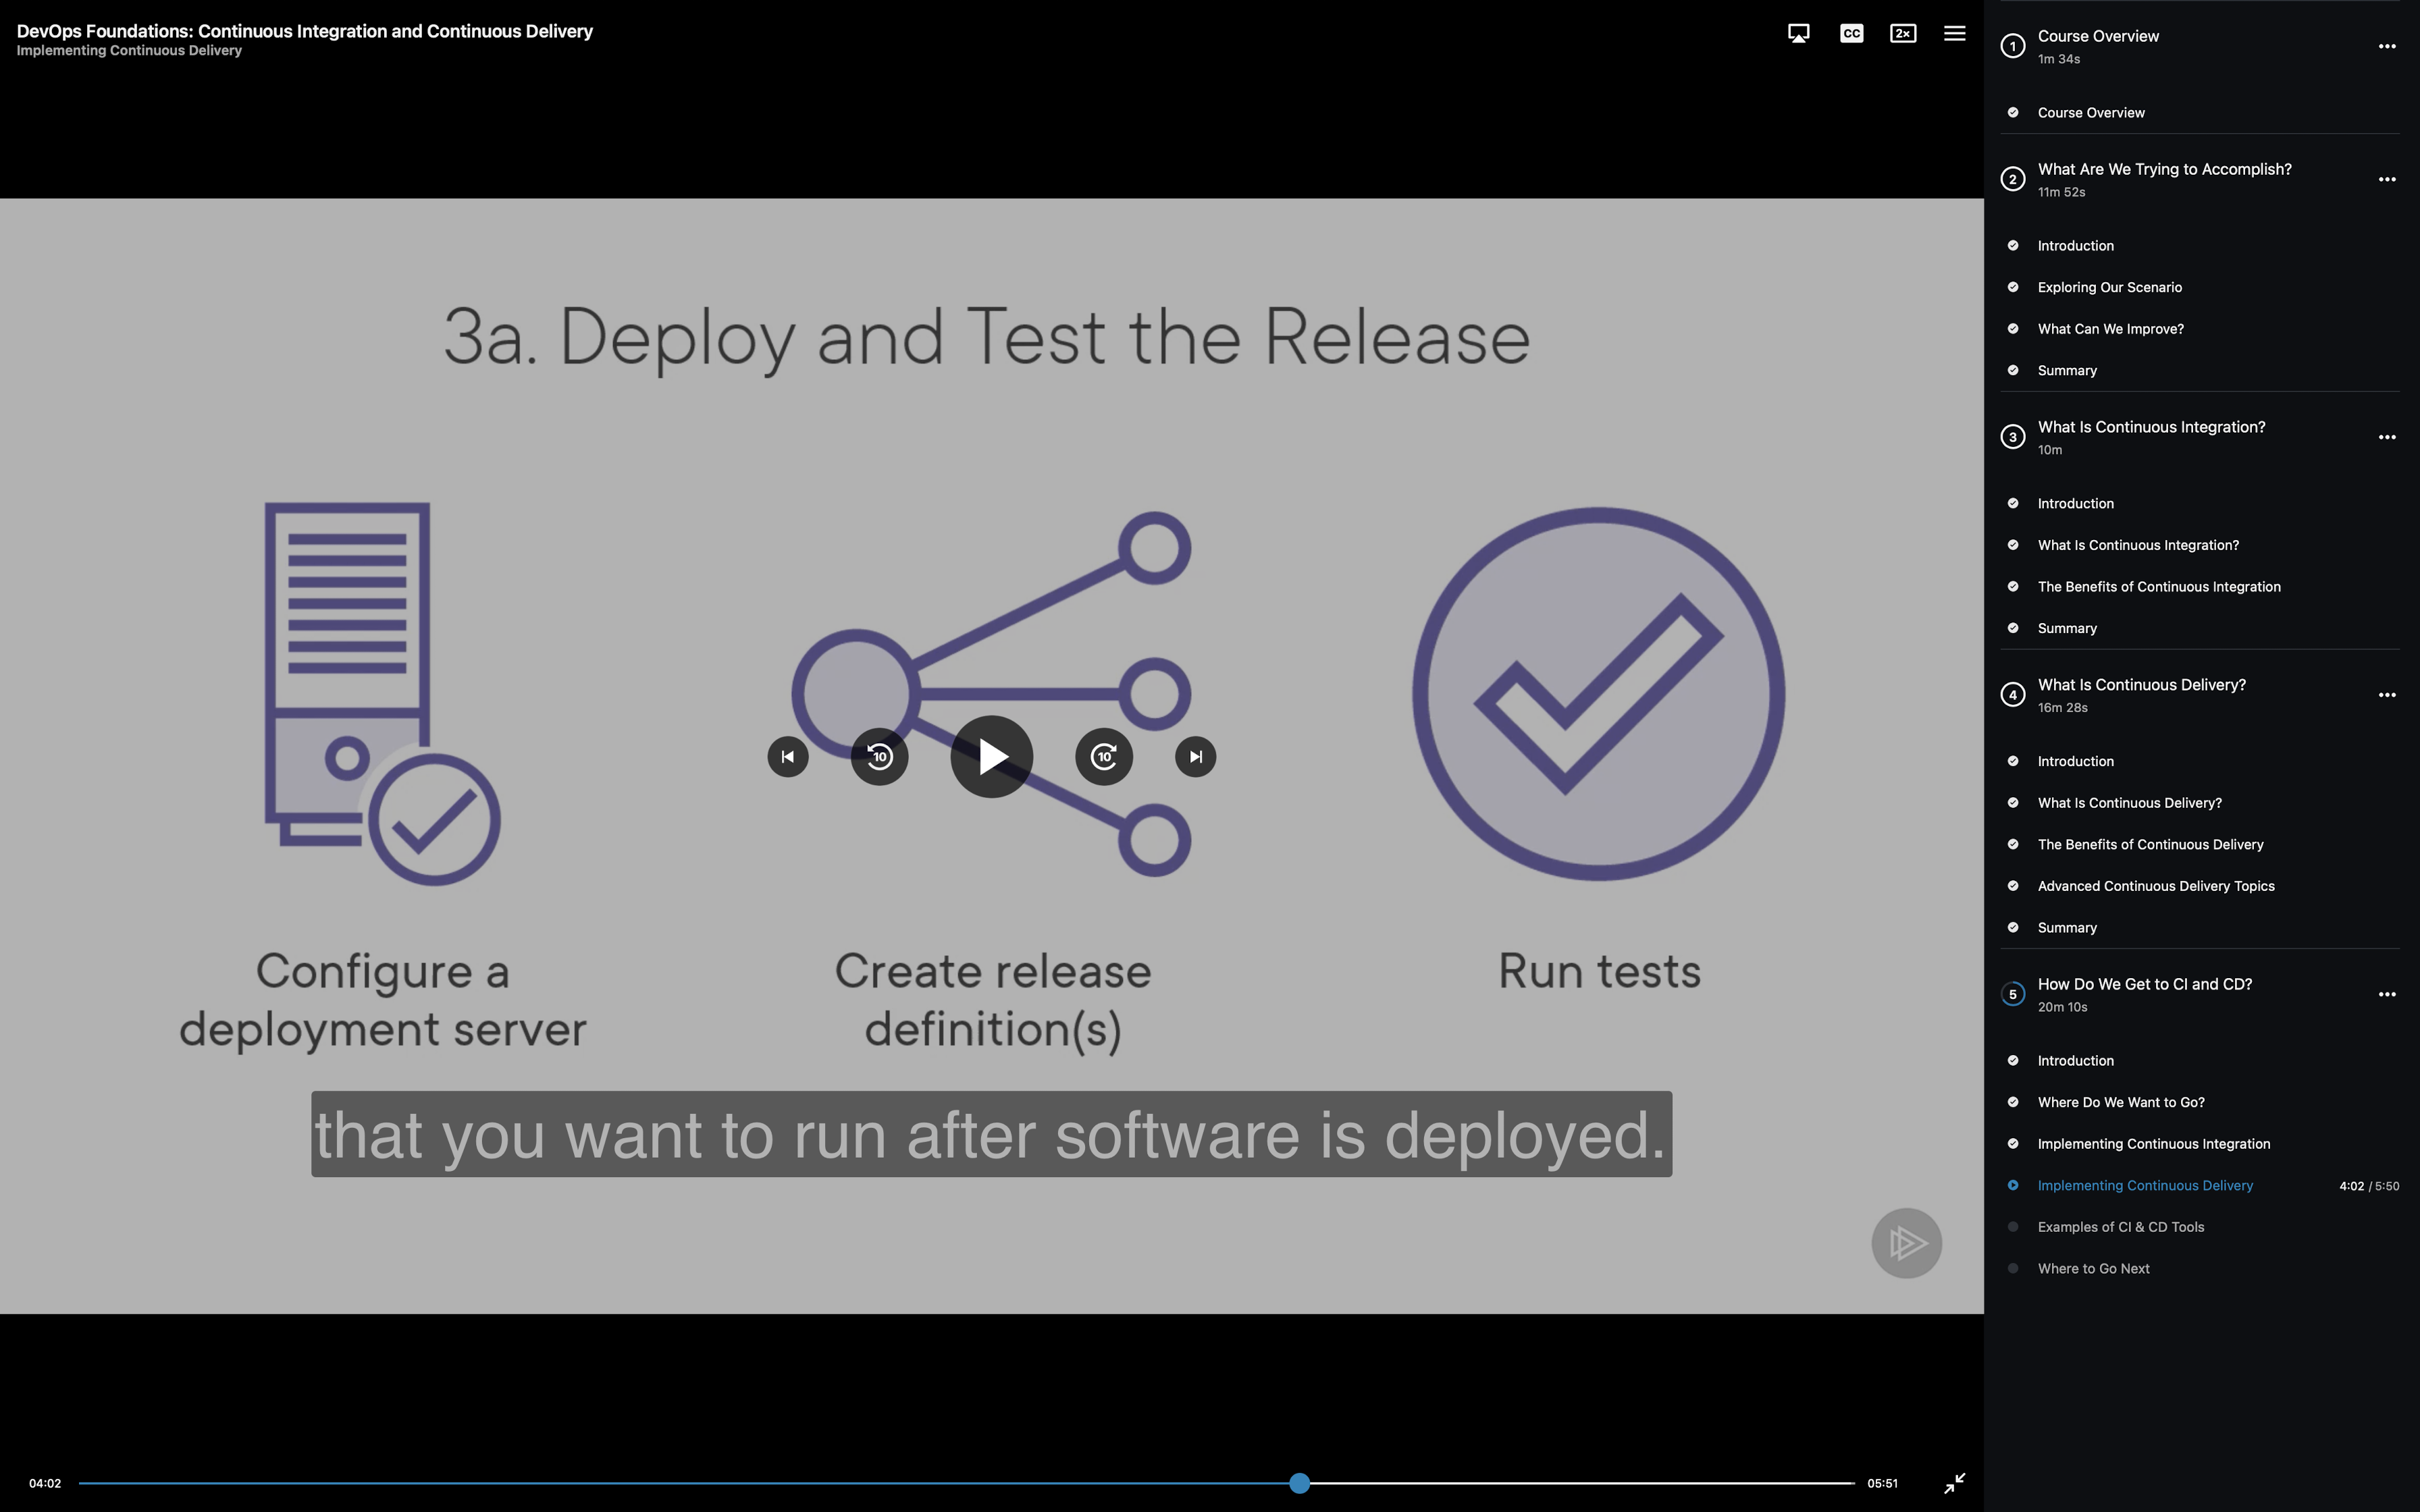 DevOps Foundations: Continuous Integration and Continuous Delivery
Implementing Continuous Delivery
CC
2×
3a. Deploy and Test the Release
10
10
Configure a
deployment server
Create release
definition(s)
Run tests
that you want to run after software is deployed.
04:02
05:51
1
Course Overview
1m 34s
Course Overview
2
What Are We Trying to Accomplish?
11m 52s
Introduction
Exploring Our Scenario
What Can We Improve?
Summary
3
What Is Continuous Integration?
10m
Introduction
What Is Continuous Integration?
The Benefits of Continuous Integration
Summary
4
What Is Continuous Delivery?
16m 28s
Introduction
What Is Continuous Delivery?
The Benefits of Continuous Delivery
Advanced Continuous Delivery Topics
Summary
5
How Do We Get to CI and CD?
20m 10s
Introduction
Where Do We Want to Go?
Implementing Continuous Integration
Implementing Continuous Delivery 4:02 / 5:50
Examples of CI & CD Tools
Where to Go Next